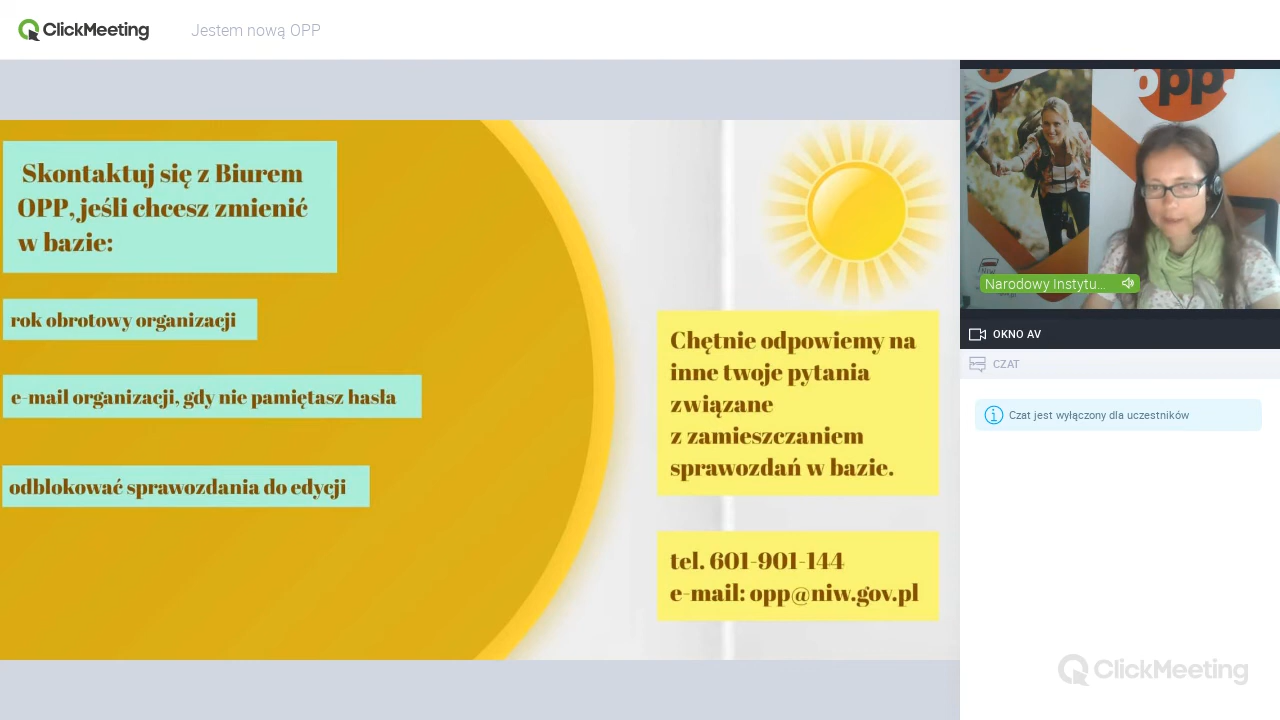 ClickMeeting
Jestem nową OPP
Skontaktuj się z Biurem
OPP, jeśli chcesz zmienić
w bazie:
rok obrotowy organizacji
e-mail organizacji, gdy nie pamiętasz hasła
odblokować sprawozdania do edycji
Chętnie odpowiemy na
inne twoje pytania
związane
z zamieszczaniem
sprawozdań w bazie.
tel. 601-901-144
e-mail: opp@niw.gov.pl
opp.
NIW
Narodowy Instytu...
OKNO AV
CZAT
Czat jest wyłączony dla uczestników
ClickMeeting